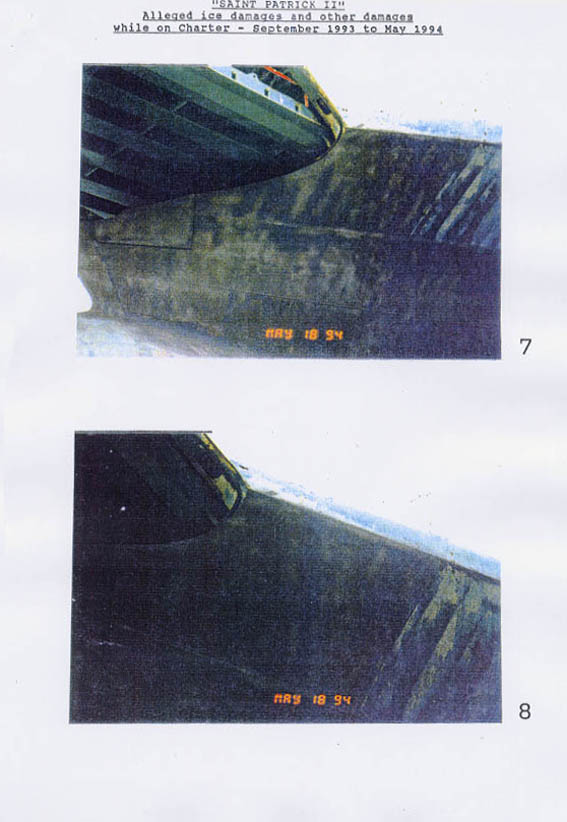 "SAINT PATRICK II"
Alleged ice damages and other damages
while on Charter - September 1993 to May 1994
MAY 18 94
7
MAY 18 94
8